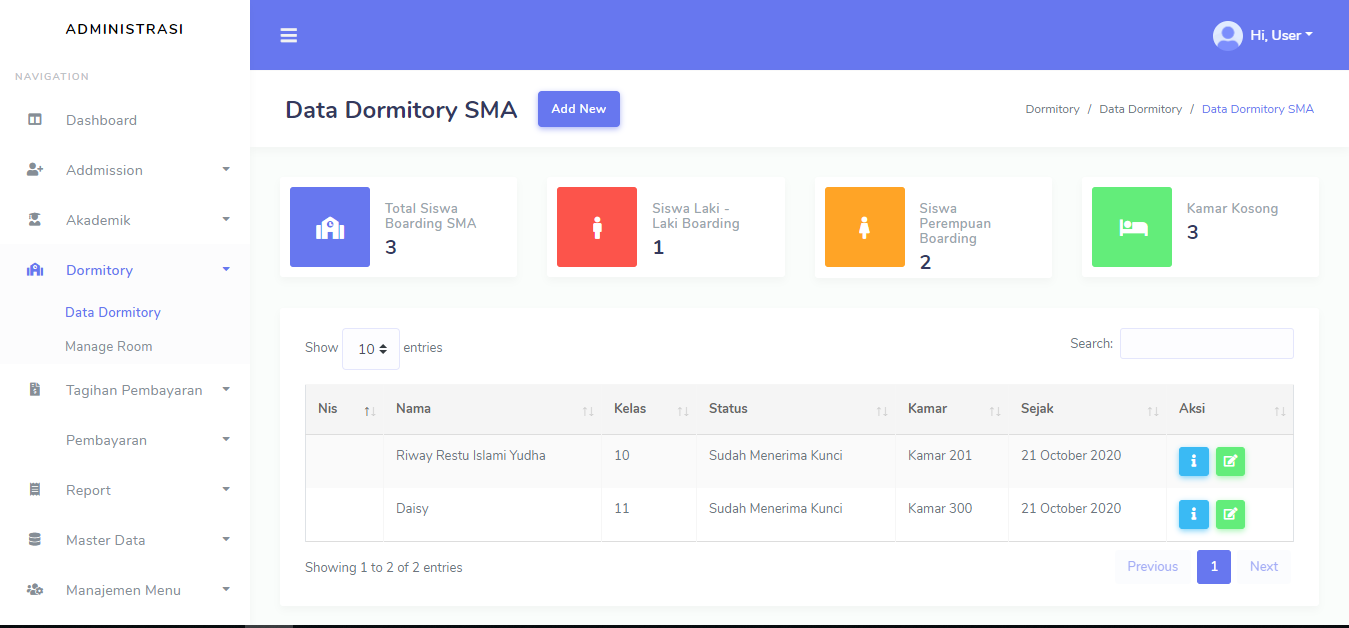 ADMINISTRASI
Hi, User
NAVIGATION
Dashboard
Addmission
Akademik
Dormitory
Data Dormitory
Manage Room
Tagihan Pembayaran
Pembayaran
Report
Master Data
Manajemen Menu
Data Dormitory SMA
Add New
Dormitory / Data Dormitory / Data Dormitory SMA
Total Siswa
Boarding SMA
3
Siswa Laki -
Laki Boarding
1
Siswa
Perempuan
Boarding
2
Kamar Kosong
3
Show 10 entries
Search:
Nis Nama Kelas Status Kamar Sejak Aksi
Riway Restu Islami Yudha 10 Sudah Menerima Kunci Kamar 201 21 October 2020
Daisy 11 Sudah Menerima Kunci Kamar 300 21 October 2020
Showing 1 to 2 of 2 entries
Previous 1 Next